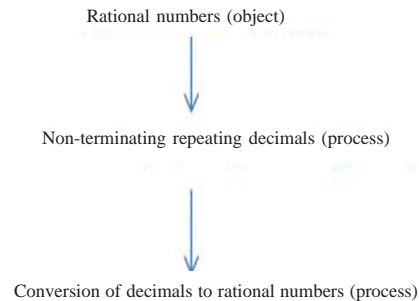 Rational numbers (object)
Non-terminating repeating decimals (process)
Conversion of decimals to rational numbers (process)